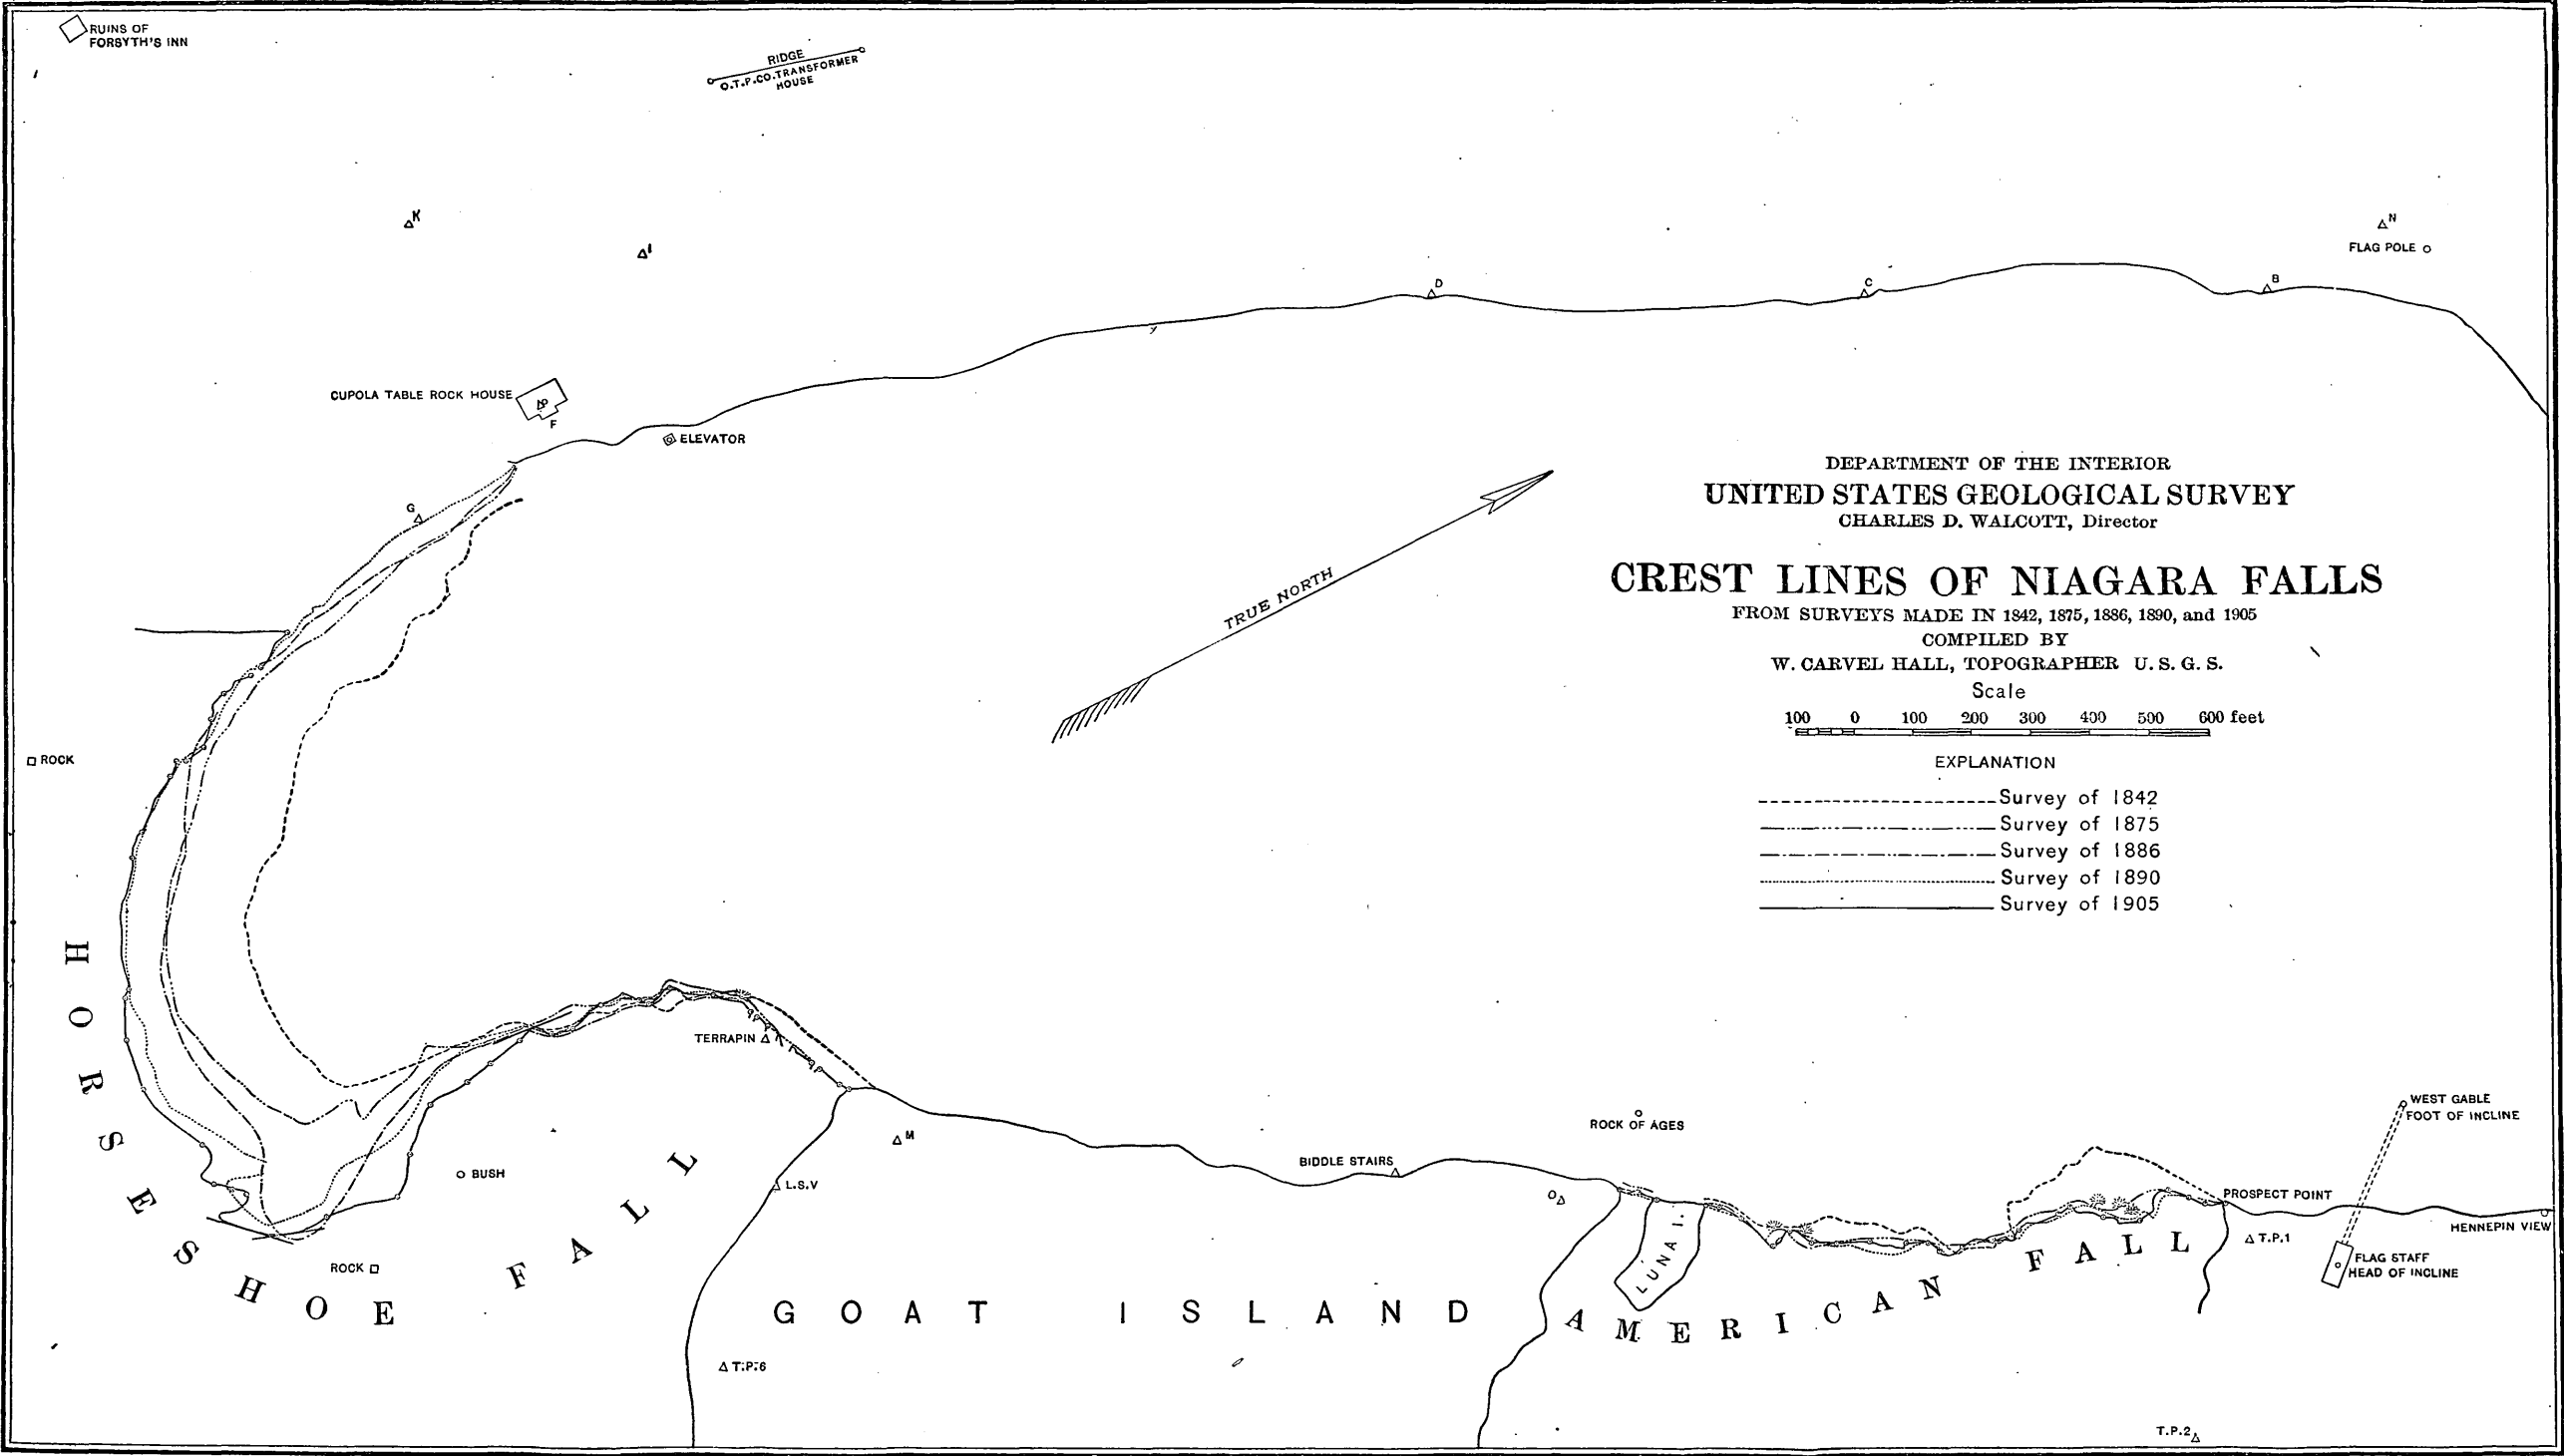 RUINS OF
FORSYTH'S INN
RIDGE
O.T.P.CO.TRANSFORMER
HOUSE
K
I
N
FLAG POLE
D
C
B
CUPOLA TABLE ROCK HOUSE
P
F
ELEVATOR
G
TRUE NORTH
DEPARTMENT OF THE INTERIOR
UNITED STATES GEOLOGICAL SURVEY
CHARLES D. WALCOTT, Director
CREST LINES OF NIAGARA FALLS
FROM SURVEYS MADE IN 1842, 1875, 1886, 1890, and 1905
COMPILED BY
W. CARVEL HALL, TOPOGRAPHER U. S. G. S.
Scale
100 0 100 200 300 400 500 600 feet
EXPLANATION
Survey of 1842
Survey of 1875
Survey of 1886
Survey of 1890
Survey of 1905
ROCK
HORSESHOE FALL
TERRAPIN
M
BUSH
L.S.V
ROCK
GOAT ISLAND
T.P.6
BIDDLE STAIRS
O
ROCK OF AGES
LUNA I.
AMERICAN FALL
PROSPECT POINT
T.P.1
WEST GABLE
FOOT OF INCLINE
HENNEPIN VIEW
FLAG STAFF
HEAD OF INCLINE
T.P.2